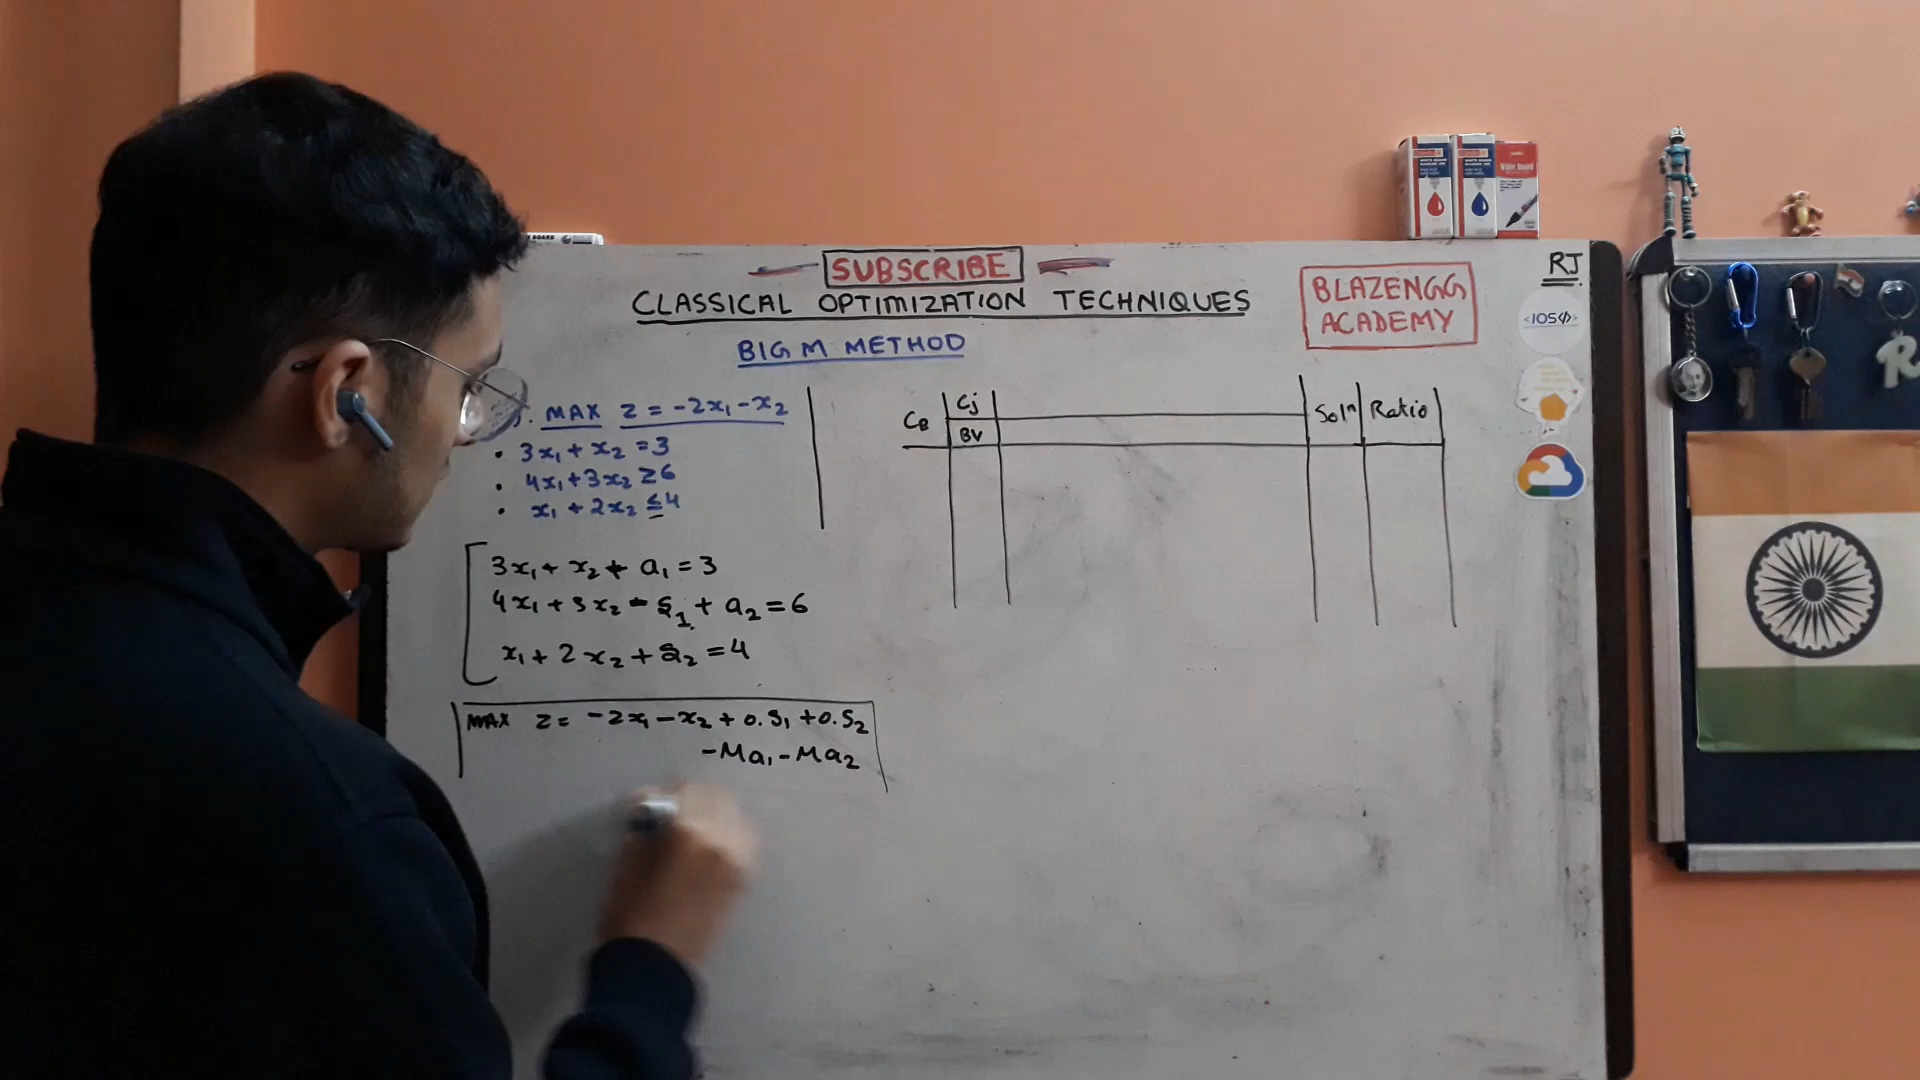 SUBSCRIBE
CLASSICAL OPTIMIZATION TECHNIQUES
BIG M METHOD
BLAZENGG
ACADEMY
RJ
<IOS/>
BOARD
. MAX Z = -2x₁ - x₂
• 3x₁ + x₂ = 3
• 4x₁ + 3x₂ ≥ 6
• x₁ + 2x₂ ≤ 4
3x₁ + x₂ + a₁ = 3
4x₁ + 3x₂ - S₁ + a₂ = 6
x₁ + 2x₂ + S₂ = 4
MAX Z = -2x₁ - x₂ + 0.S₁ + 0.S₂
-Ma₁ - Ma₂
CB Cj Solⁿ Ratio
BV
R